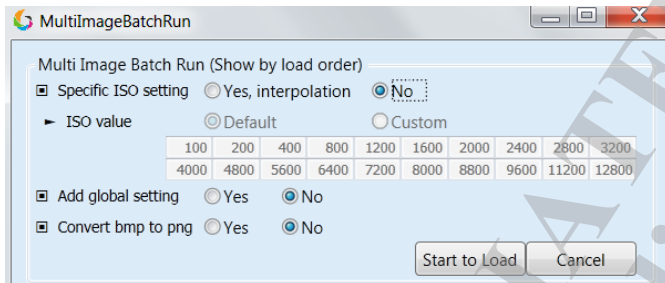 MultiImageBatchRun
Multi Image Batch Run (Show by load order)
Specific ISO setting Yes, interpolation No
ISO value Default Custom
100 200 400 800 1200 1600 2000 2400 2800 3200
4000 4800 5600 6400 7200 8000 8800 9600 11200 12800
Add global setting Yes No
Convert bmp to png Yes No
Start to Load Cancel